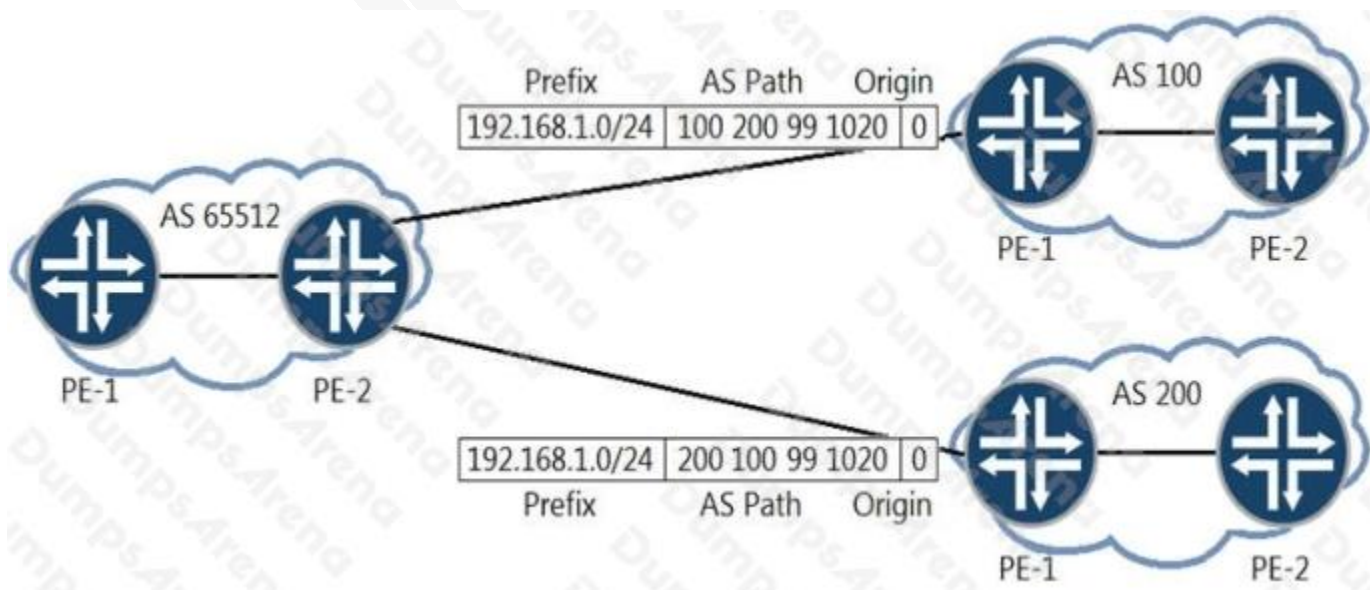 Prefix AS Path Origin
192.168.1.0/24 100 200 99 1020 0
AS 100
PE-1 PE-2
AS 65512
PE-1 PE-2
192.168.1.0/24 200 100 99 1020 0
Prefix AS Path Origin
AS 200
PE-1 PE-2
DumpsArena